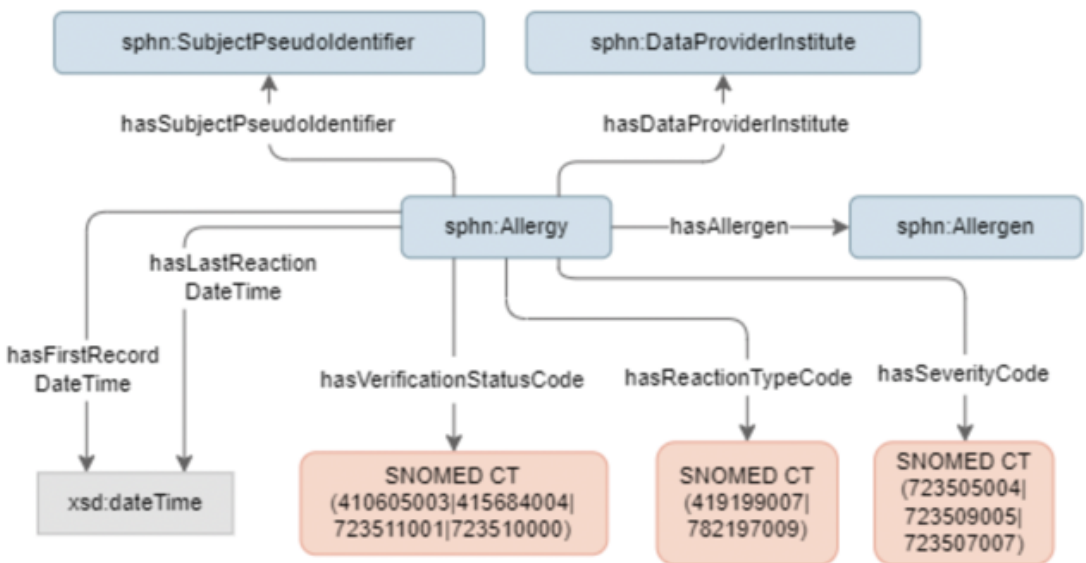 sphn:SubjectPseudoIdentifier
sphn:DataProviderInstitute
hasSubjectPseudoIdentifier
hasDataProviderInstitute
sphn:Allergy
hasAllergen
sphn:Allergen
hasLastReaction
DateTime
hasFirstRecord
DateTime
hasVerificationStatusCode
hasReactionTypeCode
hasSeverityCode
xsd:dateTime
SNOMED CT
(410605003|415684004|
723511001|723510000)
SNOMED CT
(419199007|
782197009)
SNOMED CT
(723505004|
723509005|
723507007)